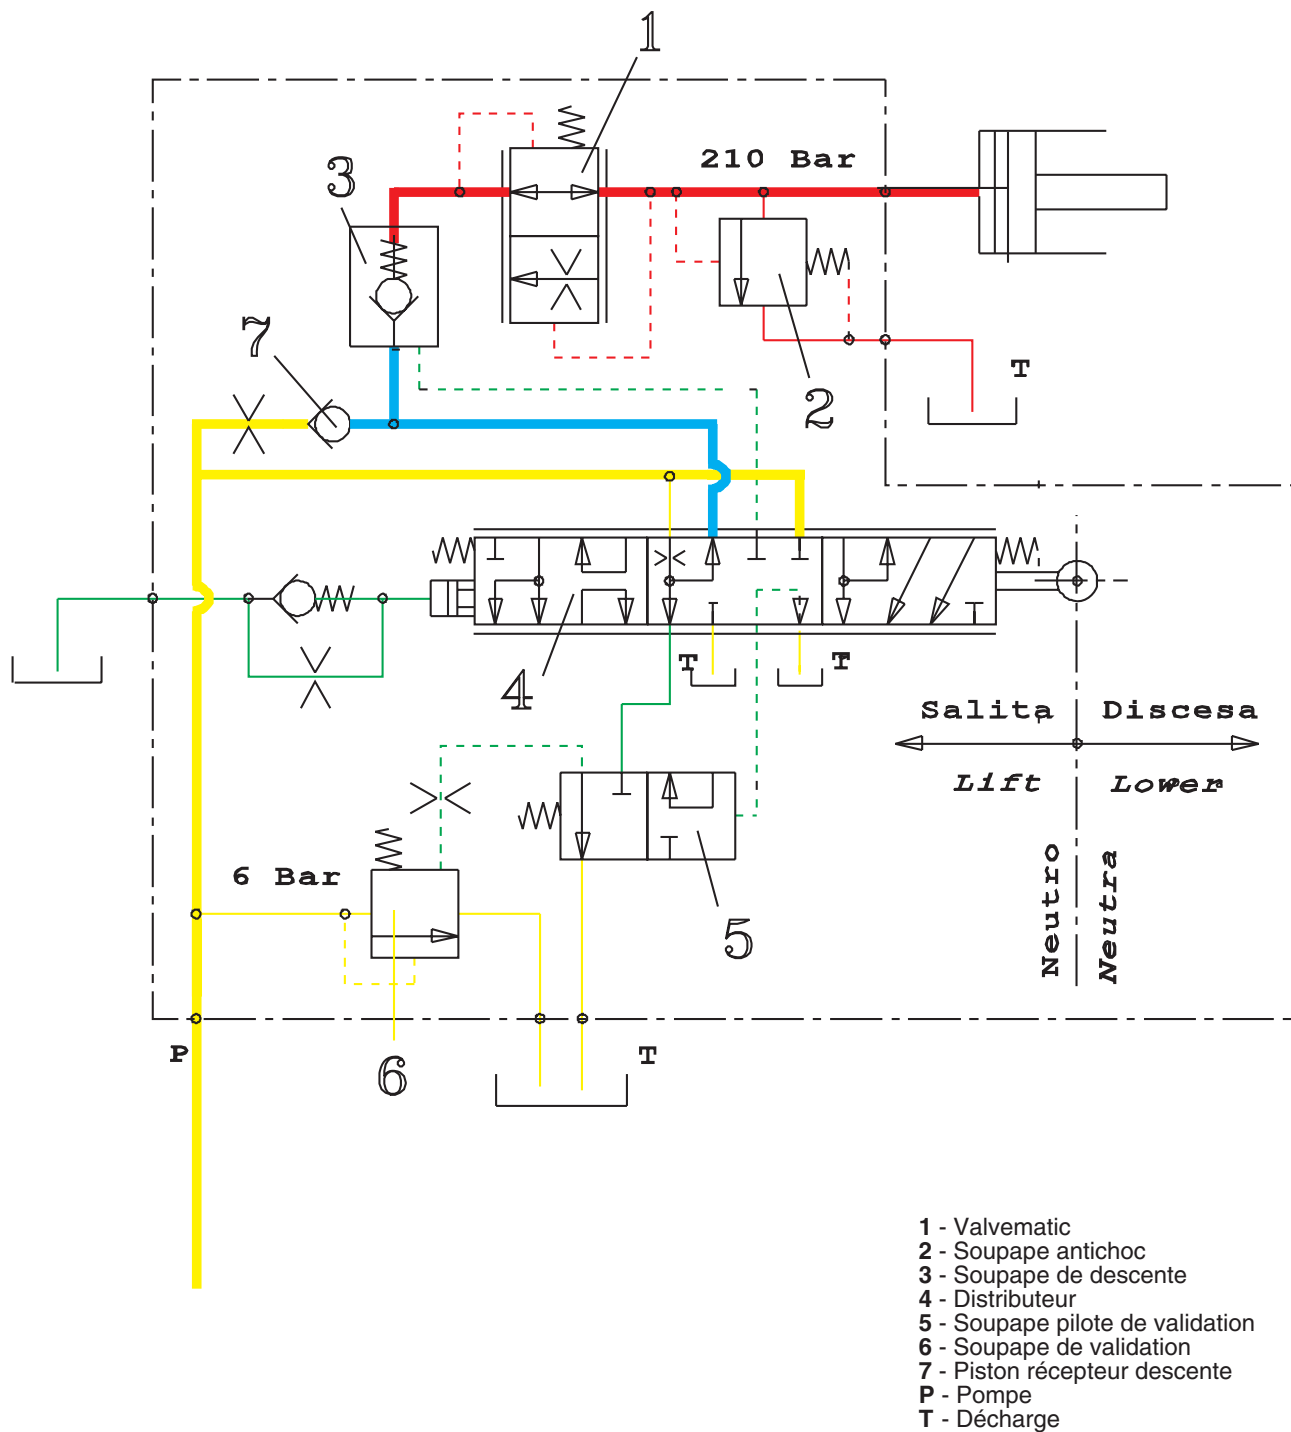 1
210 Bar
3
7
2
T
4
T
T
Salita Discesa
Lift Lower
6 Bar
5
Neutro
Neutra
P
6
T
1 - Valvematic
2 - Soupape antichoc
3 - Soupape de descente
4 - Distributeur
5 - Soupape pilote de validation
6 - Soupape de validation
7 - Piston récepteur descente
P - Pompe
T - Décharge